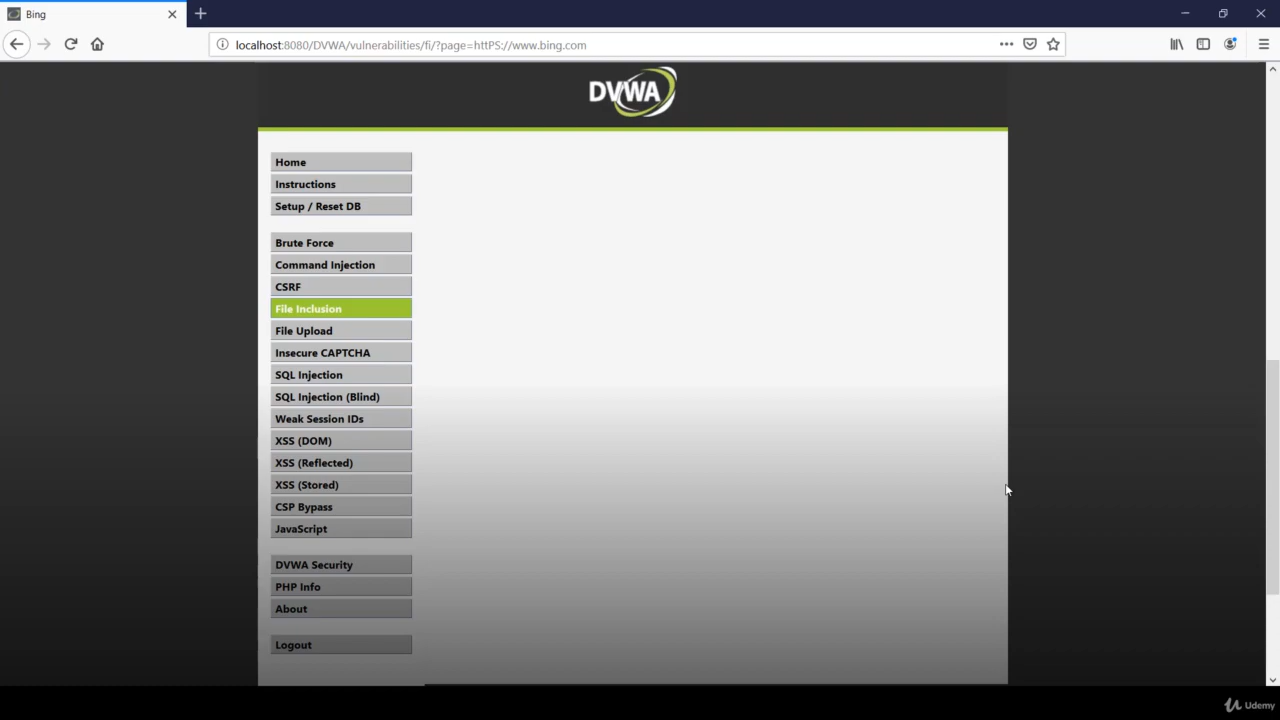 Bing
localhost:8080/DVWA/vulnerabilities/fi/?page=httPS://www.bing.com
DVWA
Home
Instructions
Setup / Reset DB
Brute Force
Command Injection
CSRF
File Inclusion
File Upload
Insecure CAPTCHA
SQL Injection
SQL Injection (Blind)
Weak Session IDs
XSS (DOM)
XSS (Reflected)
XSS (Stored)
CSP Bypass
JavaScript
DVWA Security
PHP Info
About
Logout
Udemy